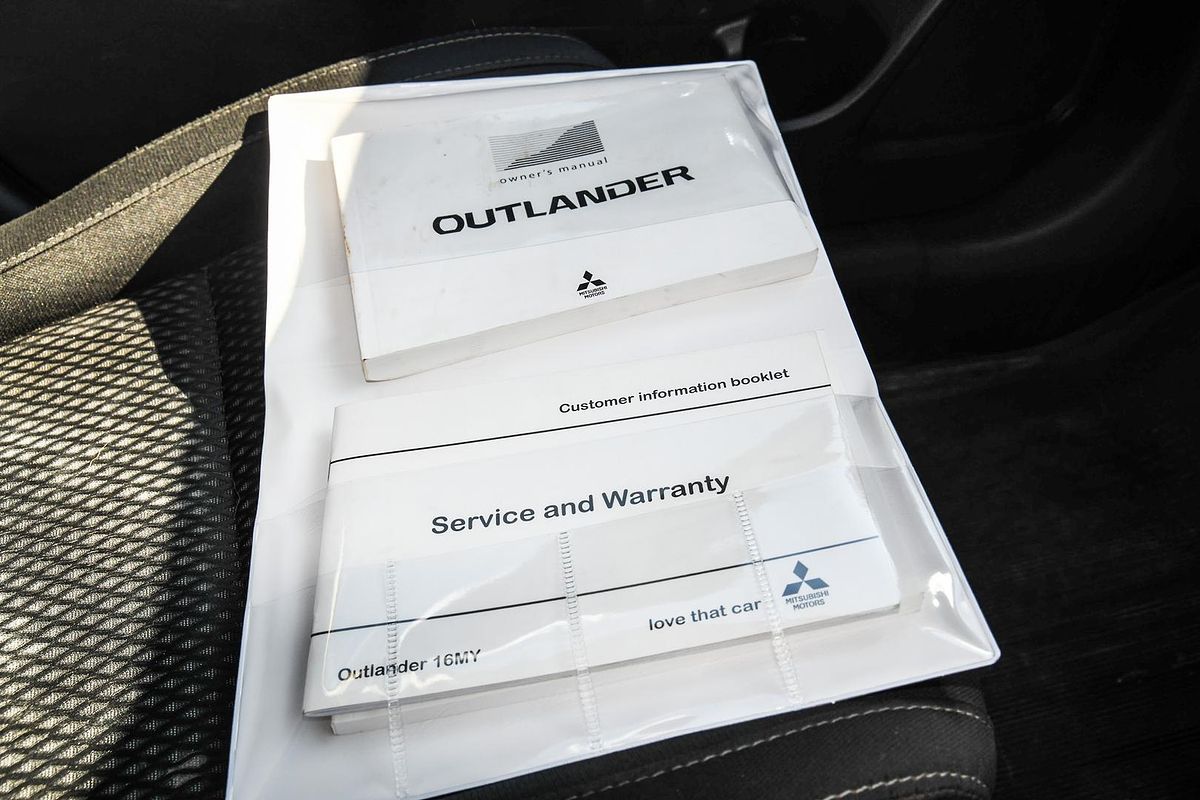 owner's manual
OUTLANDER
MITSUBISHI
MOTORS
Customer information booklet
Service and Warranty
love that car
MITSUBISHI
MOTORS
Outlander 16MY